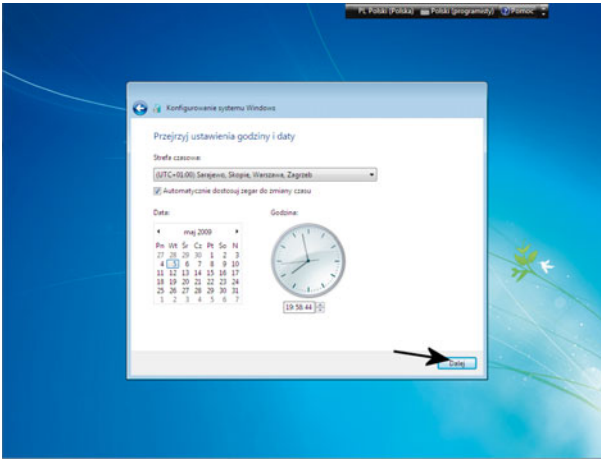 PL Polski (Polska) Polski (programisty) Pomoc
Konfigurowanie systemu Windows
Przejrzyj ustawienia godziny i daty
Strefa czasowa:
(UTC+01:00) Sarajewo, Skopie, Warszawa, Zagrzeb
Automatycznie dostosuj zegar do zmiany czasu
Data: Godzina:
maj 2009
Pn Wt Śr Cz Pt So N
27 28 29 30 1 2 3
4 5 6 7 8 9 10
11 12 13 14 15 16 17
18 19 20 21 22 23 24
25 26 27 28 29 30 31
1 2 3 4 5 6 7
19:58:44
Dalej